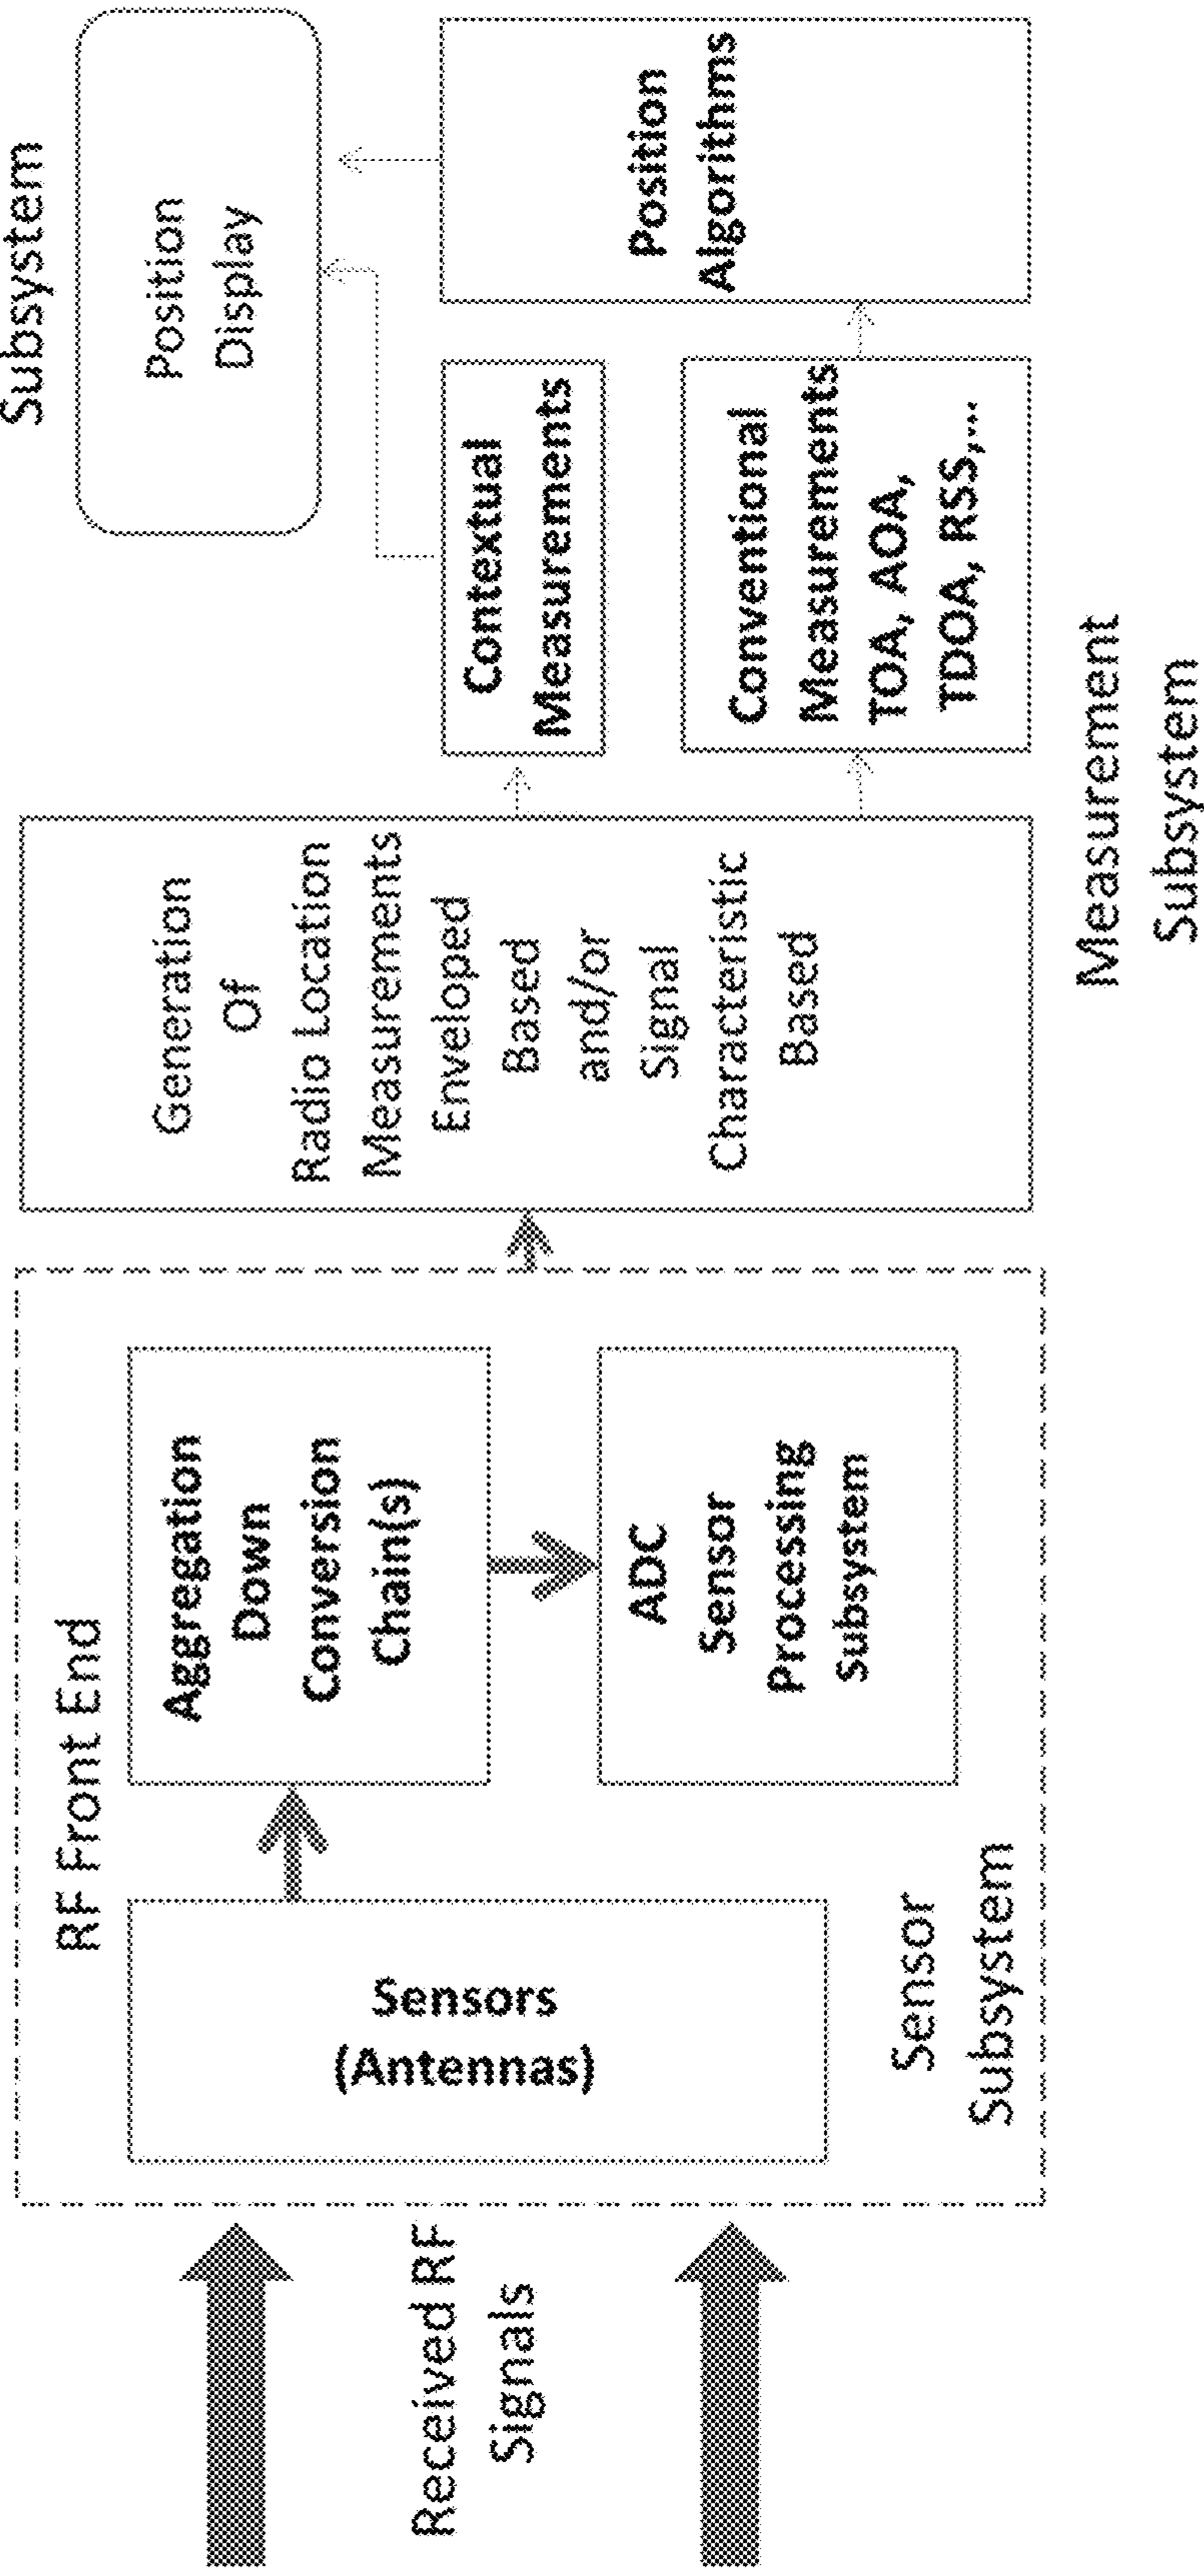 Received RF
Signals
RF Front End
Sensors
(Antennas)
Aggregation
Down
Conversion
Chain(s)
ADC
Sensor
Processing
Subsystem
Sensor
Subsystem
Generation
Of
Radio Location
Measurements
Enveloped
Based
and/or
Signal
Characteristic
Based
Contextual
Measurements
Conventional
Measurements
TOA, AOA,
TDOA, RSS,...
Measurement
Subsystem
Subsystem
Position
Display
Position
Algorithms